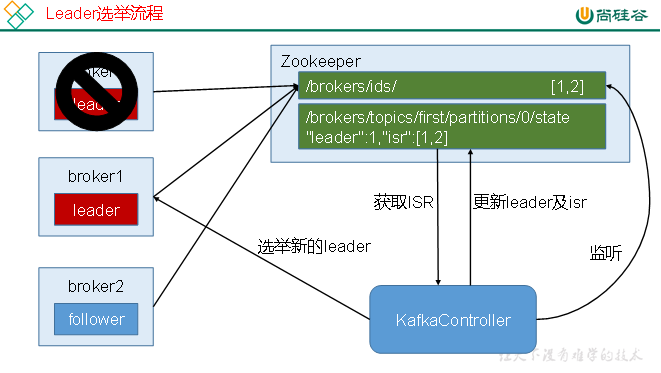 Leader选举流程
尚硅谷
Zookeeper
/brokers/ids/ [1,2]
/brokers/topics/first/partitions/0/state
"leader":1,"isr":[1,2]
leader
broker1
leader
broker2
follower
获取ISR
更新leader及isr
选举新的leader
监听
KafkaController
让天下没有难学的技术